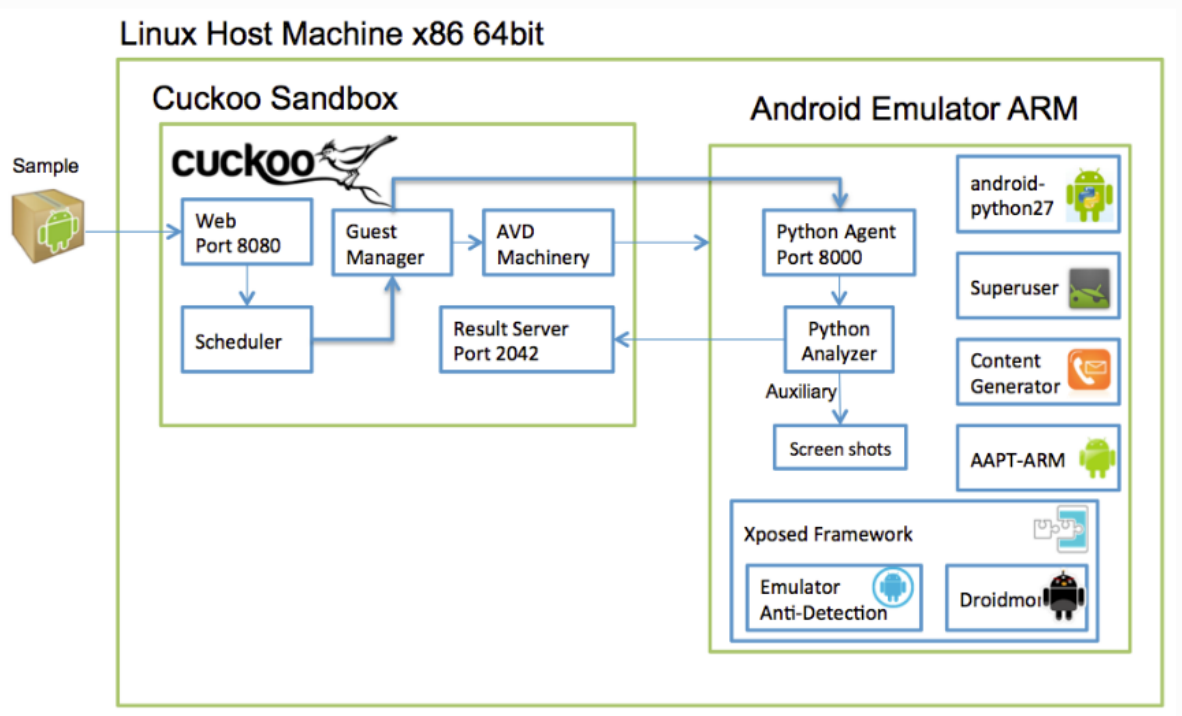 Linux Host Machine x86 64bit
Cuckoo Sandbox
Android Emulator ARM
Sample
cuckoo
Web
Port 8080
Guest
Manager
AVD
Machinery
Scheduler
Result Server
Port 2042
Python Agent
Port 8000
Python
Analyzer
Auxiliary
Screen shots
android-
python27
Superuser
Content
Generator
AAPT-ARM
Xposed Framework
Emulator
Anti-Detection
Droidmon